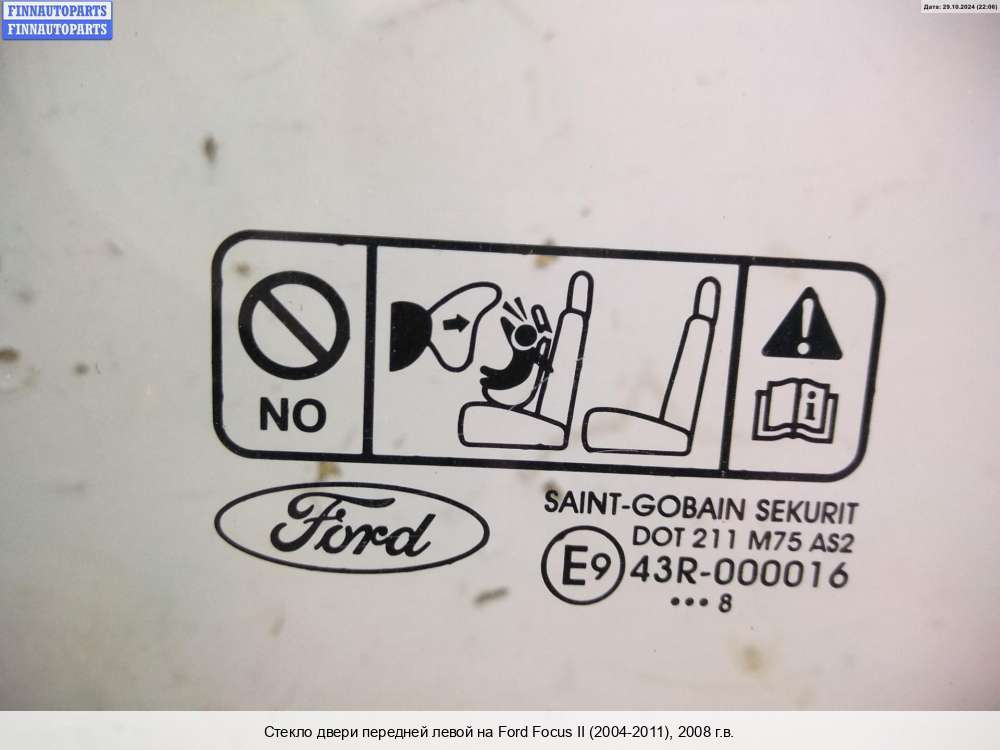 FINNAUTOPARTS
FINNAUTOPARTS
Дата: 29.10.2024 (22:06)
NO
i
Ford
SAINT-GOBAIN SEKURIT
DOT 211 M75 AS2
E9 43R-000016
••• 8
Стекло двери передней левой на Ford Focus II (2004-2011), 2008 г.в.